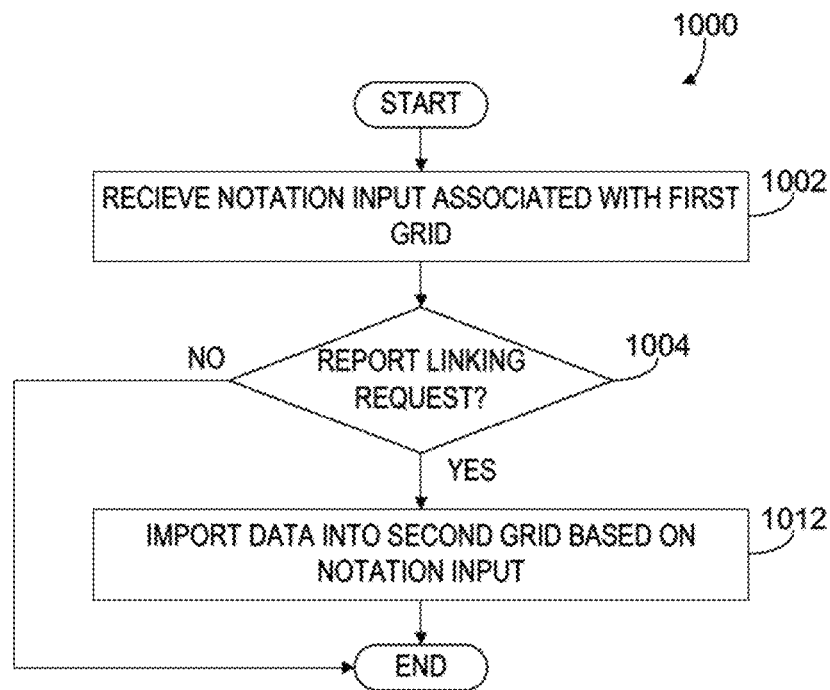 1000
START
RECIEVE NOTATION INPUT ASSOCIATED WITH FIRST
GRID
1002
REPORT LINKING
REQUEST?
1004
NO
YES
IMPORT DATA INTO SECOND GRID BASED ON
NOTATION INPUT
1012
END